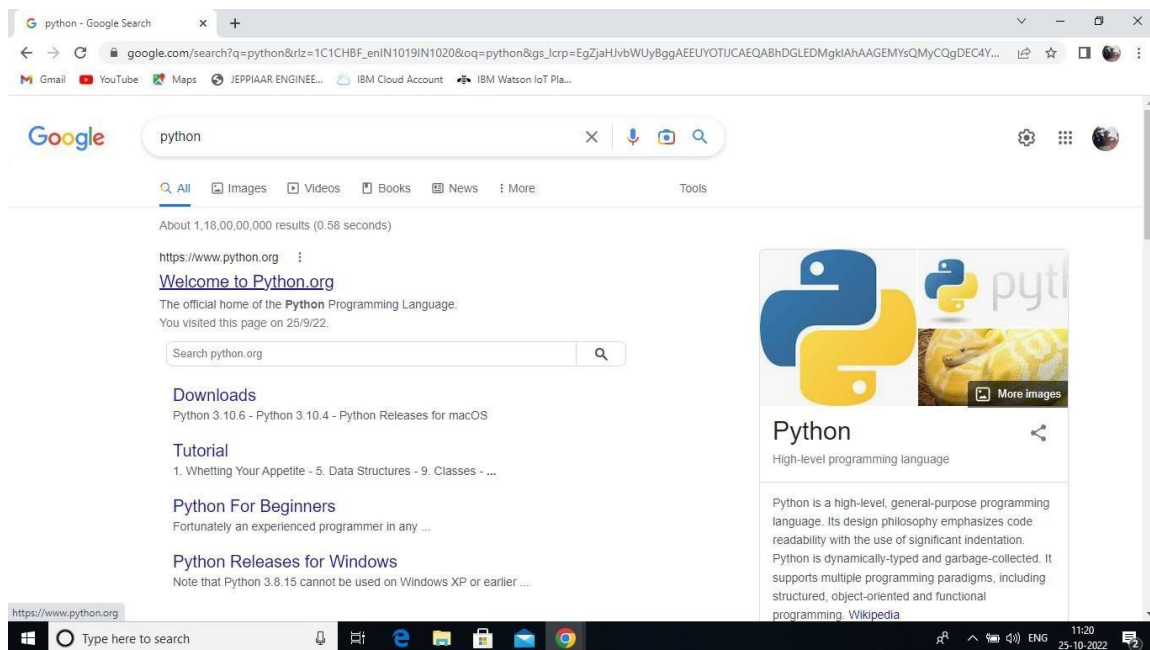 python - Google Search
google.com/search?q=python&rlz=1C1CHBF_enIN1019IN1020&oq=python&gs_lcrp=EgZjaHJvbWUyBggAEEUYOTIJCAEQABhDGLEDMgkIAhAAGEMYsQMyCQgDEC4Y...
Gmail YouTube Maps JEPPIAAR ENGINEE... IBM Cloud Account IBM Watson IoT Pla...
Google
python
All Images Videos Books News More Tools
About 1,18,00,00,000 results (0.58 seconds)
https://www.python.org
Welcome to Python.org
The official home of the Python Programming Language.
You visited this page on 25/9/22.
Search python.org
Downloads
Python 3.10.6 - Python 3.10.4 - Python Releases for macOS
Tutorial
1. Whetting Your Appetite - 5. Data Structures - 9. Classes - ...
Python For Beginners
Fortunately an experienced programmer in any ...
Python Releases for Windows
Note that Python 3.8.15 cannot be used on Windows XP or earlier ...
pytl
More images
Python
High-level programming language
Python is a high-level, general-purpose programming
language. Its design philosophy emphasizes code
readability with the use of significant indentation.
Python is dynamically-typed and garbage-collected. It
supports multiple programming paradigms, including
structured, object-oriented and functional
programming. Wikipedia
https://www.python.org
Type here to search
ENG
11:20
25-10-2022
2